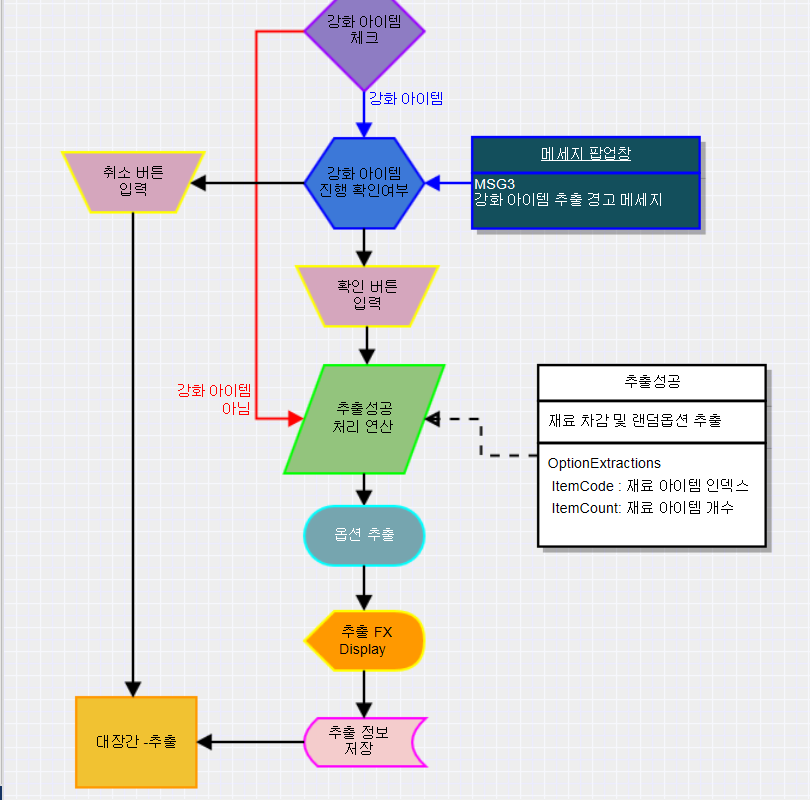 강화 아이템
체크
강화 아이템
취소 버튼
입력
강화 아이템
진행 확인여부
메세지 팝업창
MSG3
강화 아이템 추출 경고 메세지
확인 버튼
입력
강화 아이템
아님
추출성공
처리 연산
추출성공
재료 차감 및 랜덤옵션 추출
OptionExtractions
ItemCode : 재료 아이템 인덱스
ItemCount: 재료 아이템 개수
옵션 추출
추출 FX
Display
대장간 -추출
추출 정보
저장